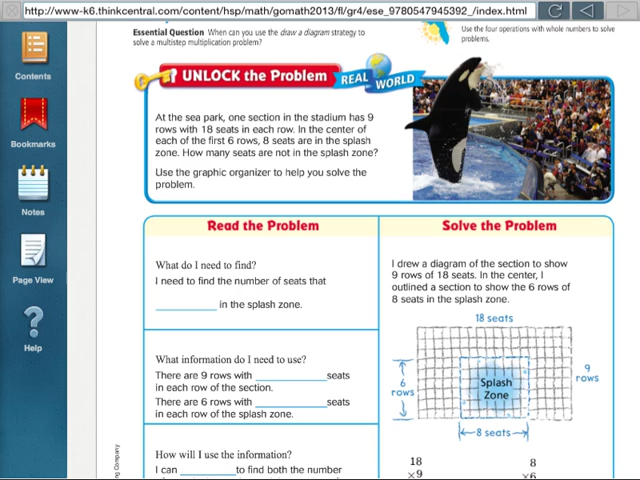 http://www-k6.thinkcentral.com/content/hsp/math/gomath2013/fl/gr4/ese_9780547945392_/index.html
Contents
Bookmarks
Notes
Page View
Help
Essential Question When can you use the draw a diagram strategy to
solve a multistep multiplication problem?
Use the four operations with whole numbers to solve
problems.
UNLOCK the Problem REAL WORLD
At the sea park, one section in the stadium has 9
rows with 18 seats in each row. In the center of
each of the first 6 rows, 8 seats are in the splash
zone. How many seats are not in the splash zone?
Use the graphic organizer to help you solve the
problem.
Read the Problem
What do I need to find?
I need to find the number of seats that
in the splash zone.
What information do I need to use?
There are 9 rows with seats
in each row of the section.
There are 6 rows with seats
in each row of the splash zone.
How will I use the information?
I can to find both the number
Solve the Problem
I drew a diagram of the section to show
9 rows of 18 seats. In the center, I
outlined a section to show the 6 rows of
8 seats in the splash zone.
18 seats
6
rows
Splash
Zone
9
rows
8 seats
18
×9
8
×6
ng Company